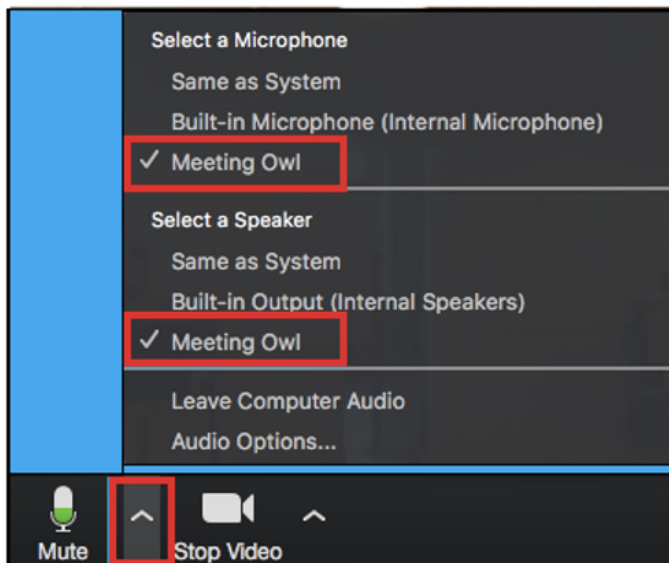 Select a Microphone
Same as System
Built-in Microphone (Internal Microphone)
✓ Meeting Owl
Select a Speaker
Same as System
Built-in Output (Internal Speakers)
✓ Meeting Owl
Leave Computer Audio
Audio Options...
Mute
Stop Video